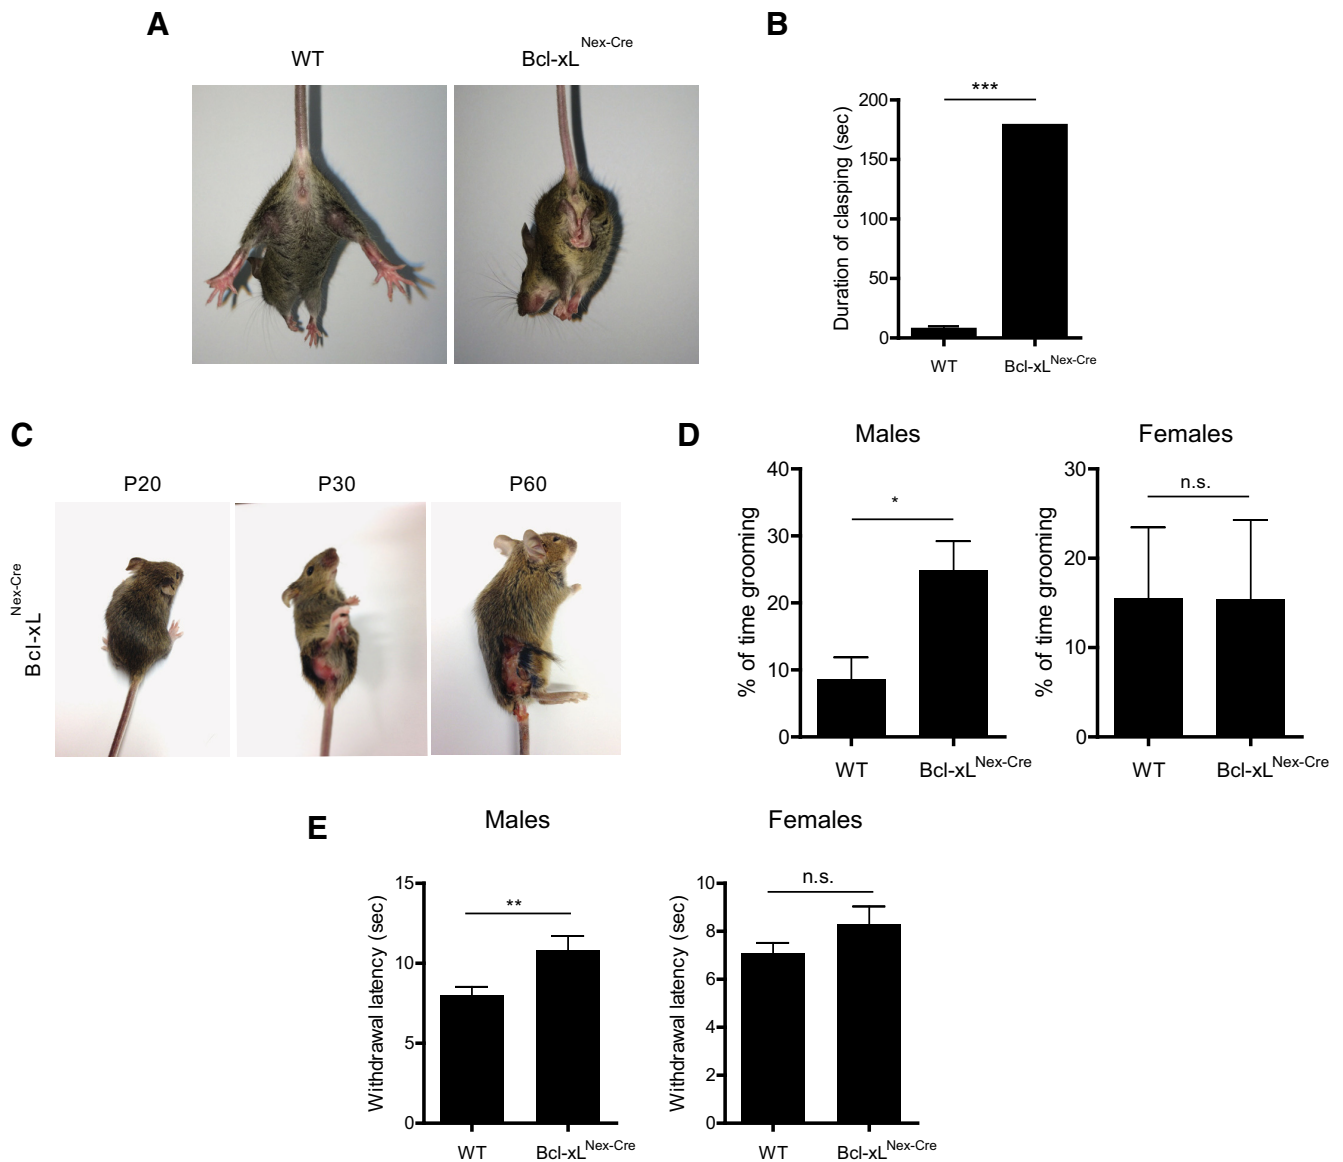 A
WT
Bcl-xL^Nex-Cre
B
***
Duration of clasping (sec)
200
150
100
50
0
WT
Bcl-xL^Nex-Cre
C
P20
P30
P60
Bcl-xL^Nex-Cre
D
Males
% of time grooming
40
30
20
10
0
*
WT
Bcl-xL^Nex-Cre
Females
% of time grooming
30
20
10
0
n.s.
WT
Bcl-xL^Nex-Cre
E
Males
Withdrawal latency (sec)
15
10
5
0
**
WT
Bcl-xL^Nex-Cre
Females
Withdrawal latency (sec)
10
8
6
4
2
0
n.s.
WT
Bcl-xL^Nex-Cre